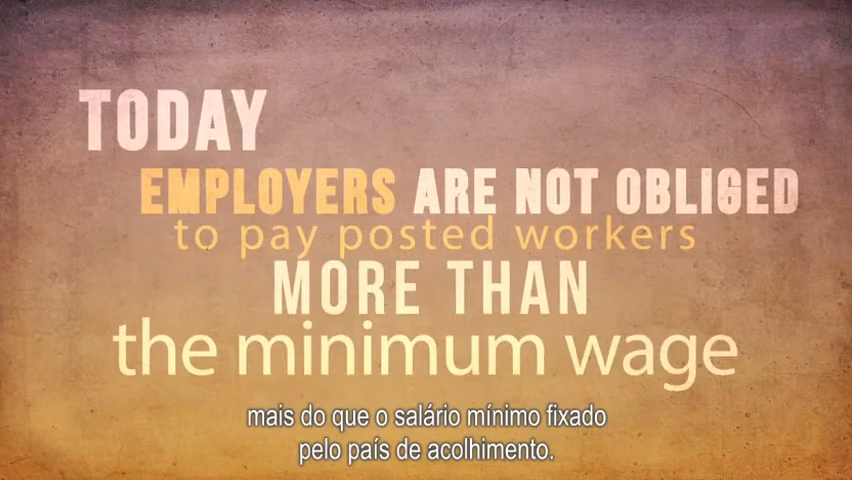 TODAY
EMPLOYERS ARE NOT OBLIGED
to pay posted workers
MORE THAN
the minimum wage
mais do que o salário mínimo fixado
pelo país de acolhimento.